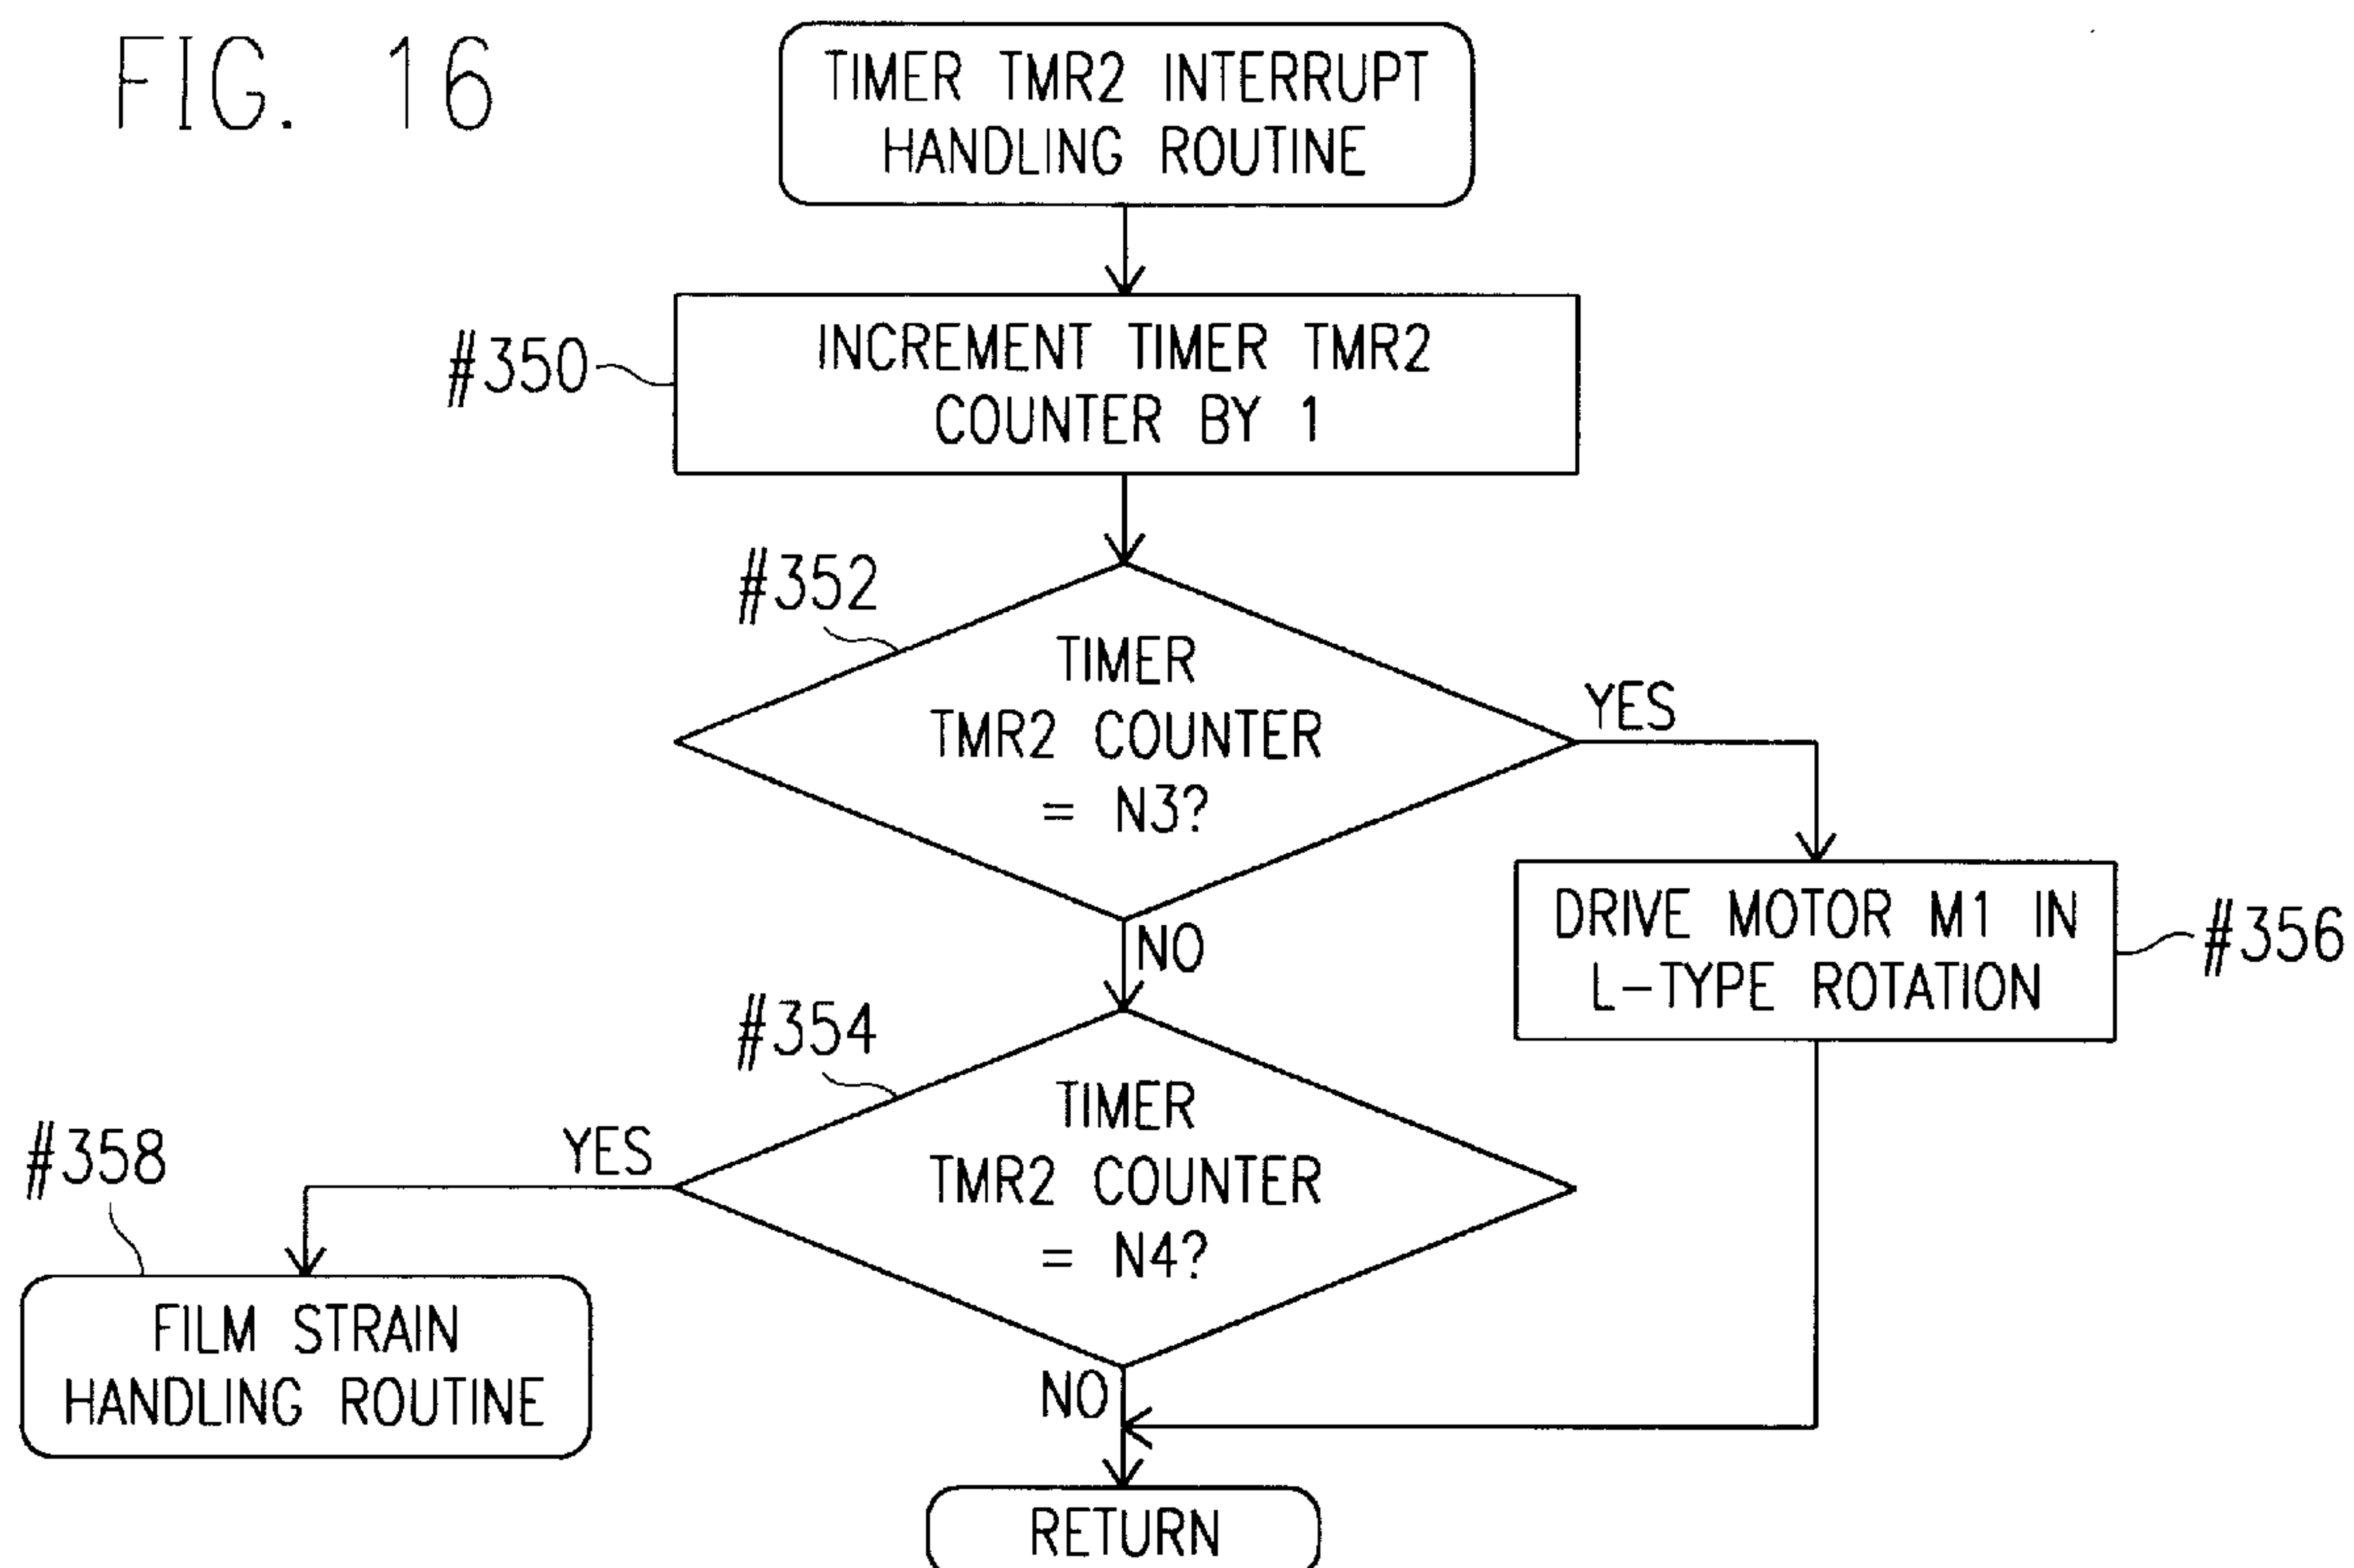 FIG. 16
TIMER TMR2 INTERRUPT
HANDLING ROUTINE
#350
INCREMENT TIMER TMR2
COUNTER BY 1
#352
TIMER
TMR2 COUNTER
= N3?
YES
NO
DRIVE MOTOR M1 IN
L-TYPE ROTATION
#356
#354
TIMER
TMR2 COUNTER
= N4?
YES
#358
FILM STRAIN
HANDLING ROUTINE
NO
RETURN